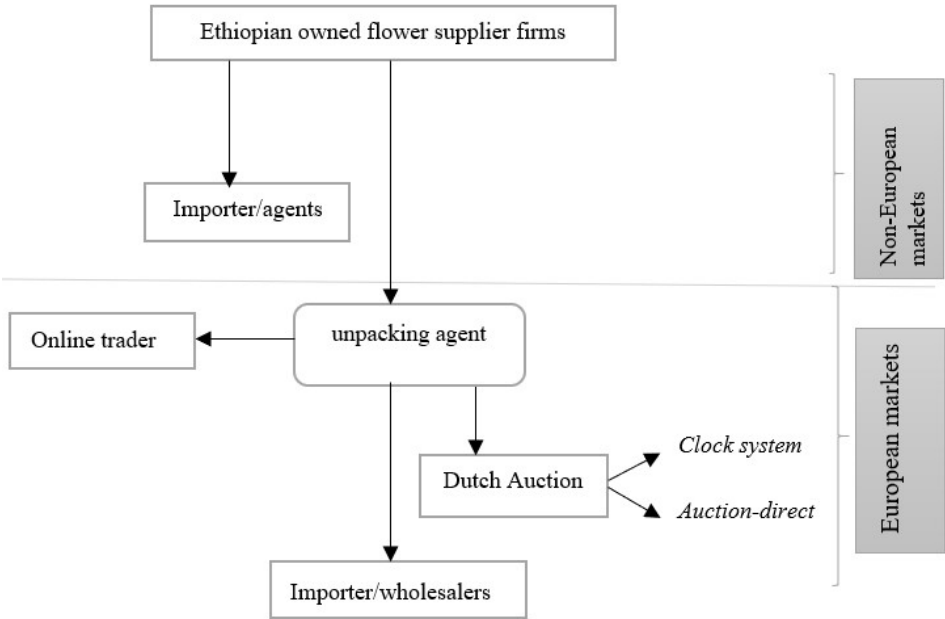 Ethiopian owned flower supplier firms
Importer/agents
Non-European
markets
unpacking agent
Online trader
Clock system
Dutch Auction
Auction-direct
European markets
Importer/wholesalers